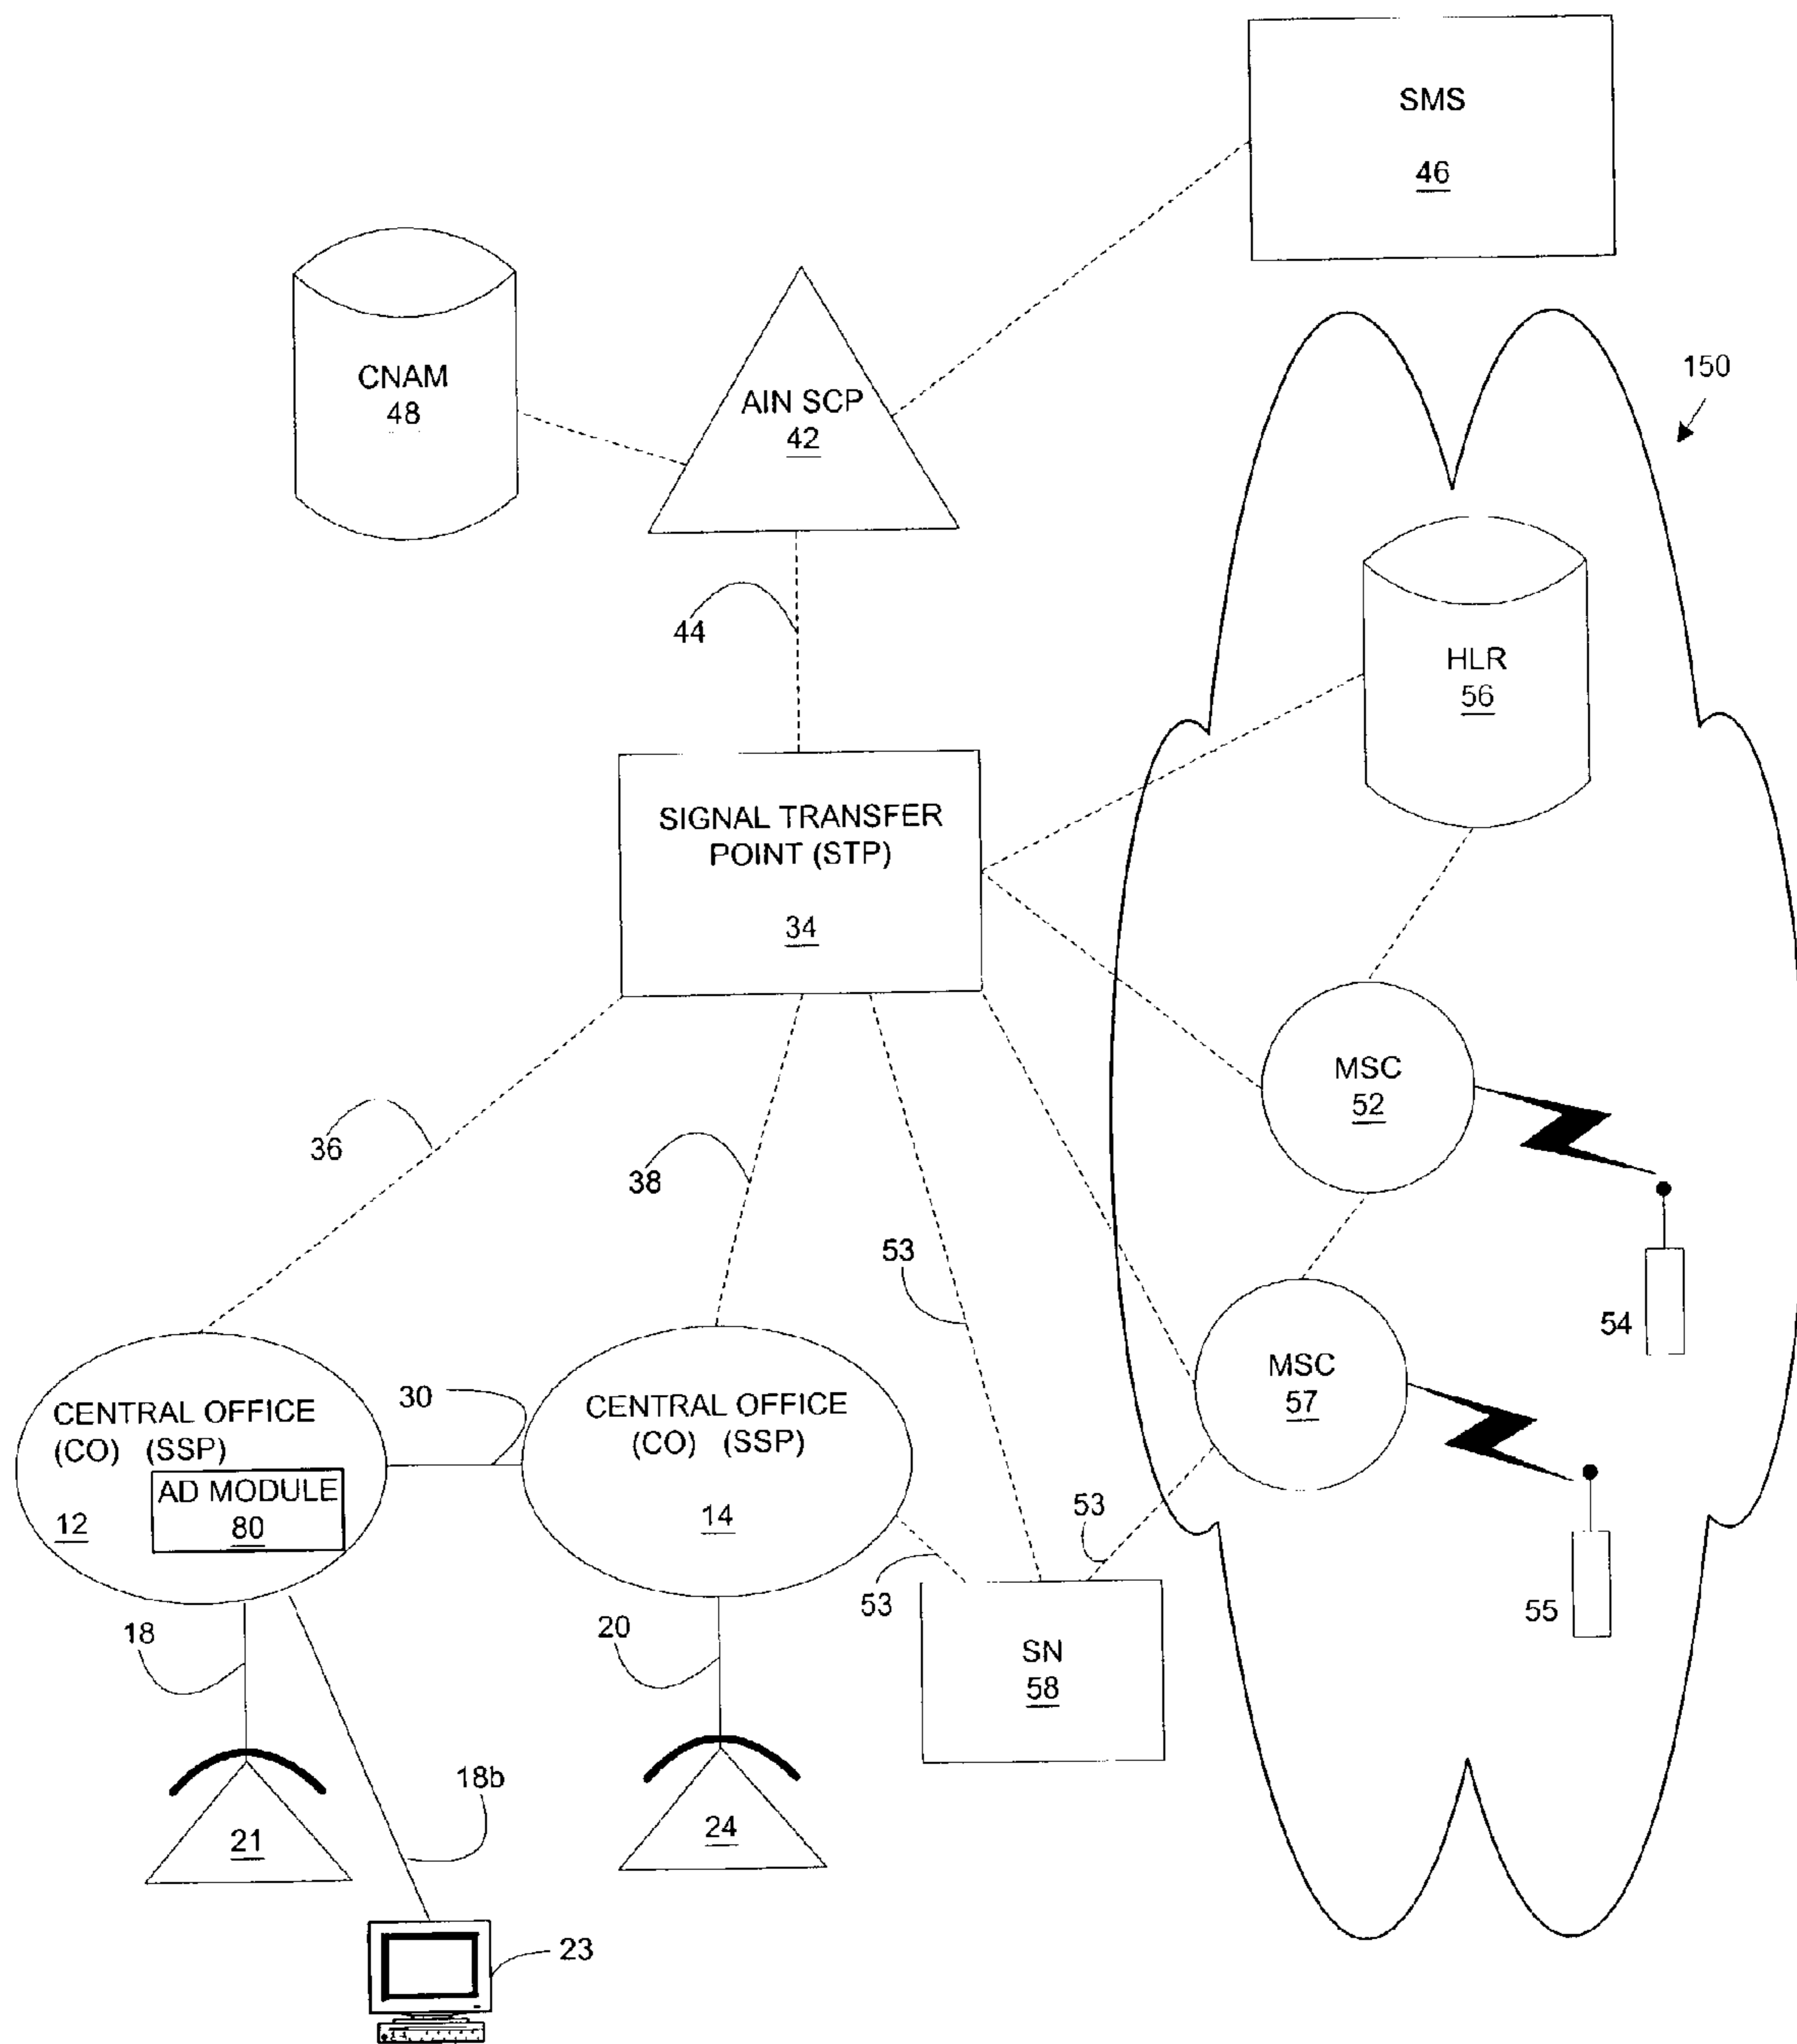 SMS
46
150
CNAM
48
AIN SCP
42
44
HLR
56
SIGNAL TRANSFER
POINT (STP)
34
MSC
52
36
38
53
54
MSC
57
30
CENTRAL OFFICE
(CO) (SSP)
12
AD MODULE
80
CENTRAL OFFICE
(CO) (SSP)
14
53
53
55
18
20
SN
58
18b
21
24
23